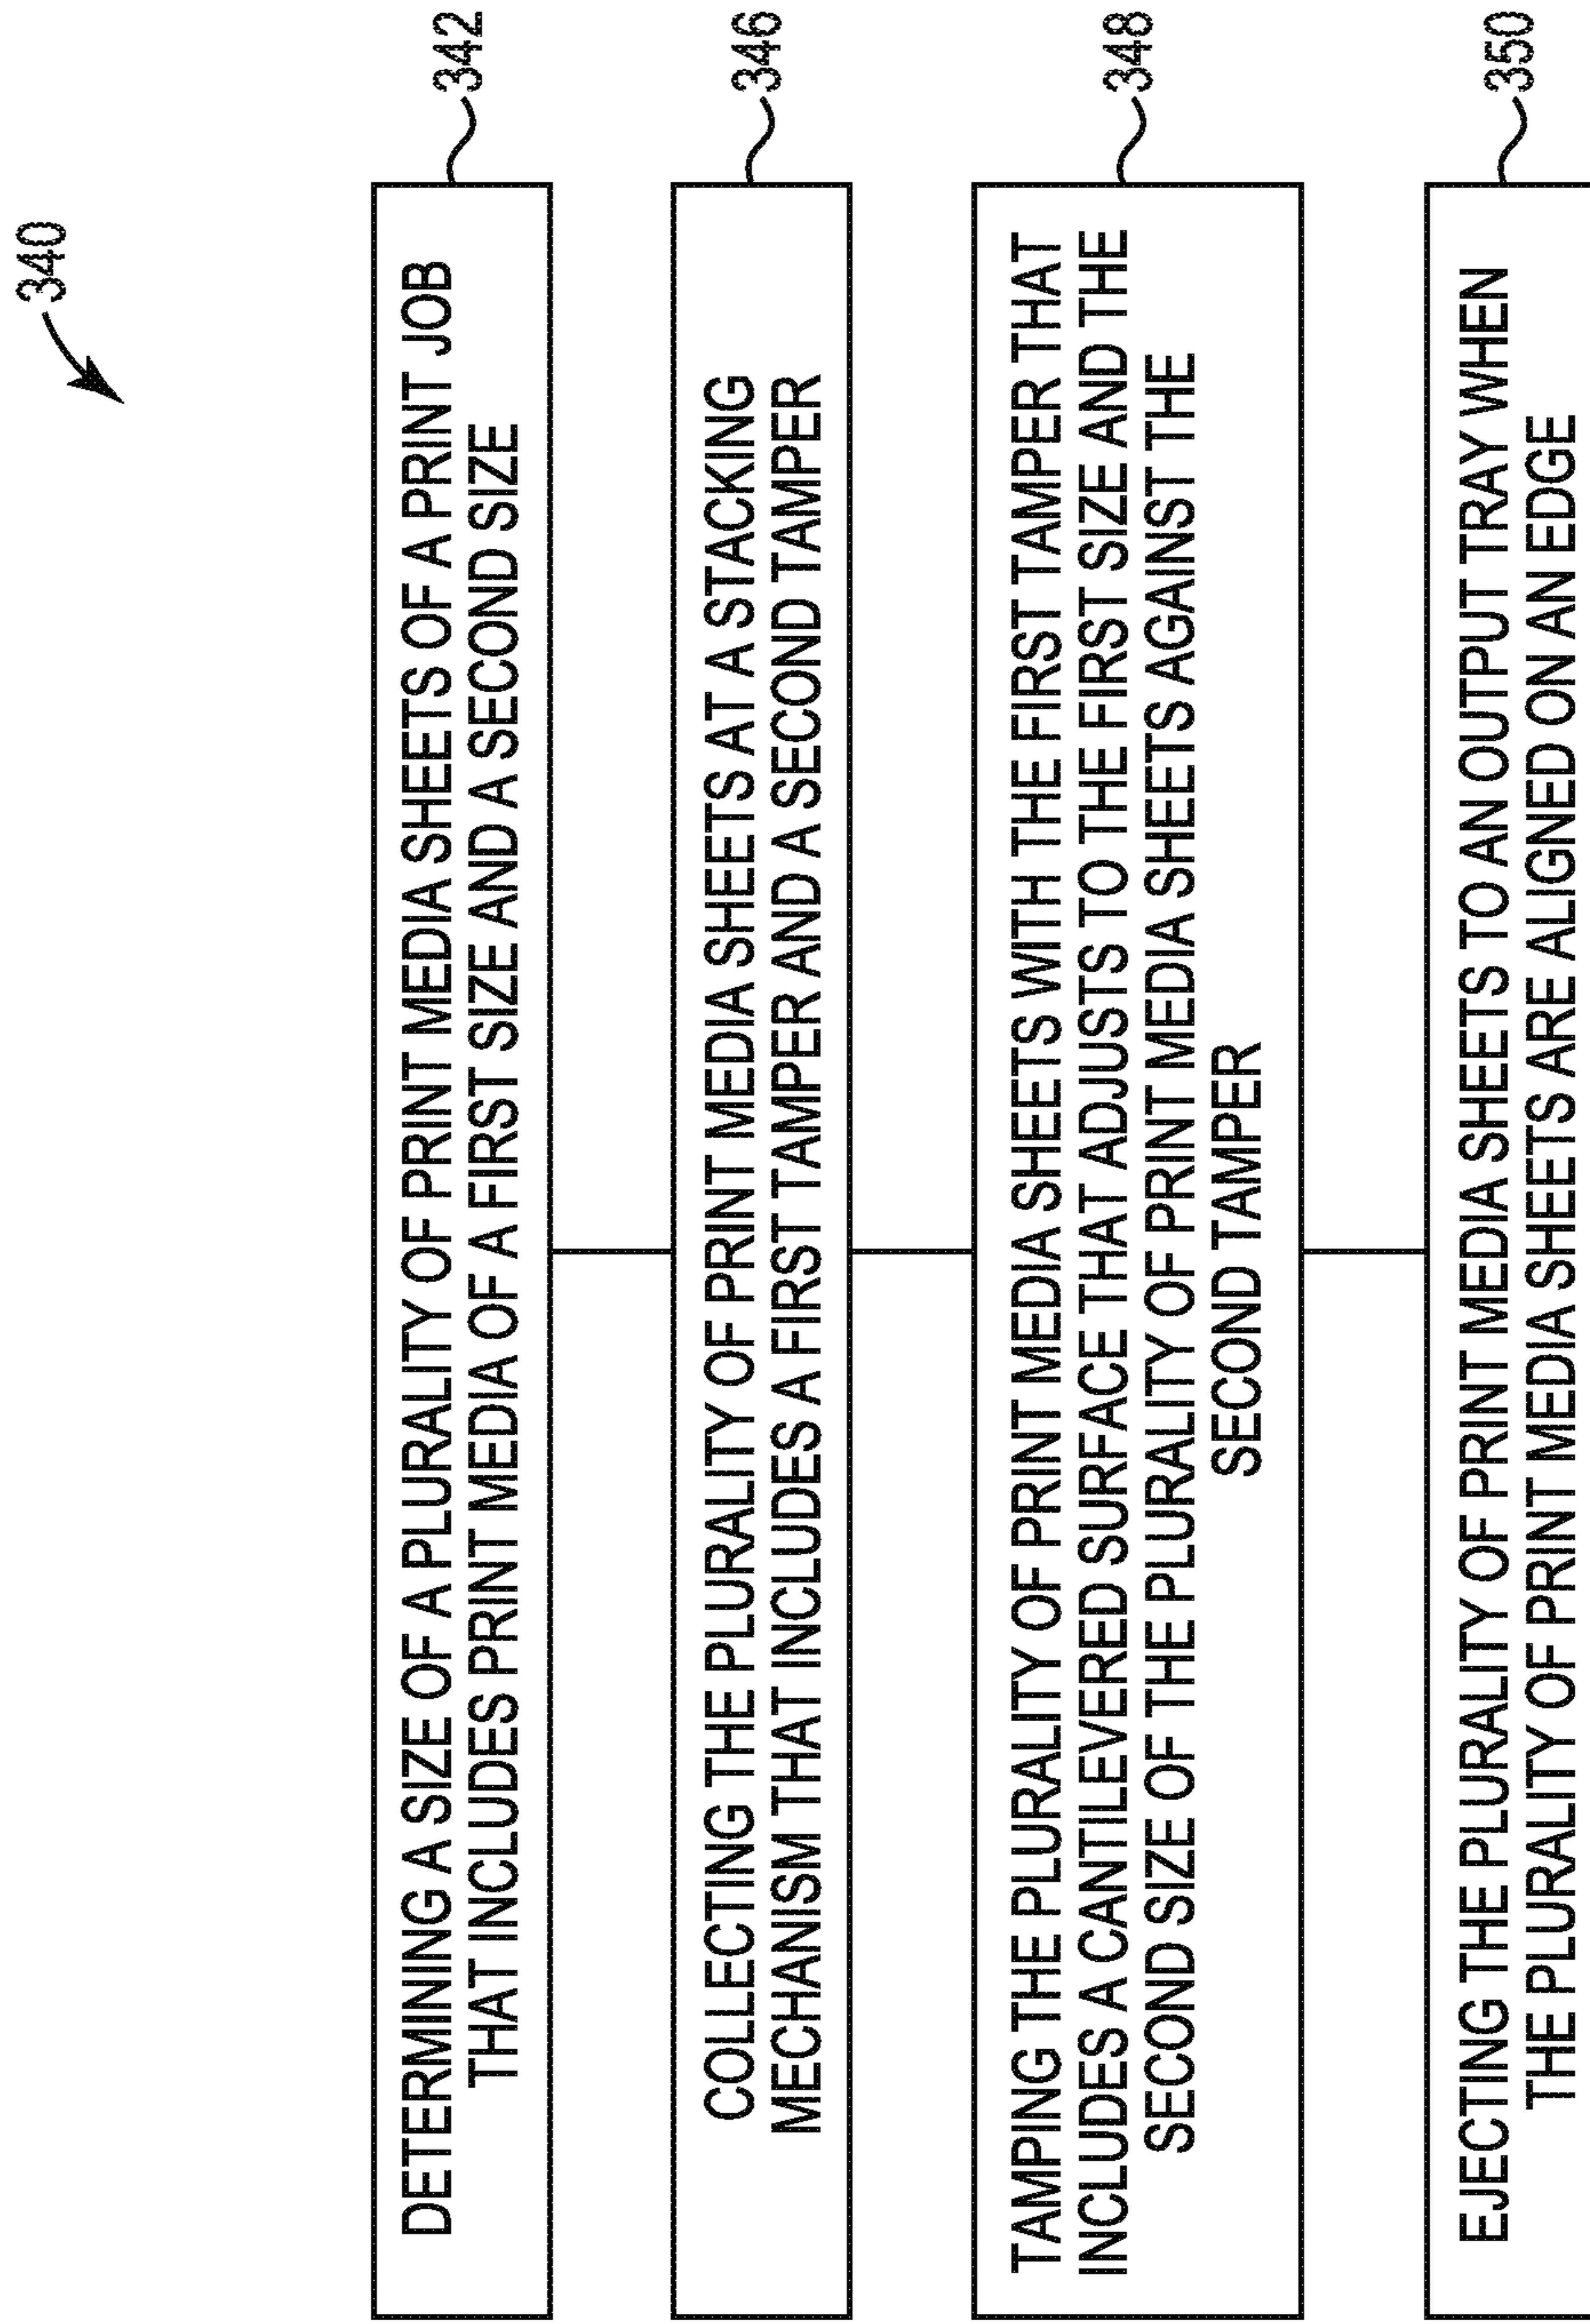 340
DETERMINING A SIZE OF A PLURALITY OF PRINT MEDIA SHEETS OF A PRINT JOB
THAT INCLUDES PRINT MEDIA OF A FIRST SIZE AND A SECOND SIZE
342
COLLECTING THE PLURALITY OF PRINT MEDIA SHEETS AT A STACKING
MECHANISM THAT INCLUDES A FIRST TAMPER AND A SECOND TAMPER
346
TAMPING THE PLURALITY OF PRINT MEDIA SHEETS WITH THE FIRST TAMPER THAT
INCLUDES A CANTILEVERED SURFACE THAT ADJUSTS TO THE FIRST SIZE AND THE
SECOND SIZE OF THE PLURALITY OF PRINT MEDIA SHEETS AGAINST THE
SECOND TAMPER
348
EJECTING THE PLURALITY OF PRINT MEDIA SHEETS TO AN OUTPUT TRAY WHEN
THE PLURALITY OF PRINT MEDIA SHEETS ARE ALIGNED ON AN EDGE
350